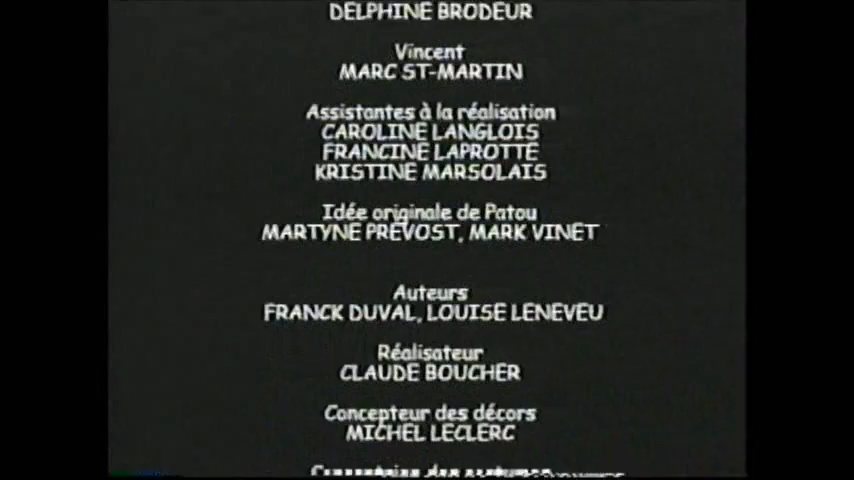 DELPHINE BRODEUR
Vincent
MARC ST-MARTIN
Assistantes à la réalisation
CAROLINE LANGLOIS
FRANCINE LAPROTTE
KRISTINE MARSOLAIS
Idée originale de Patou
MARTYNE PRÉVOST, MARK VINET
Auteurs
FRANCK DUVAL, LOUISE LENEVEU
Réalisateur
CLAUDE BOUCHER
Concepteur des décors
MICHEL LECLERC